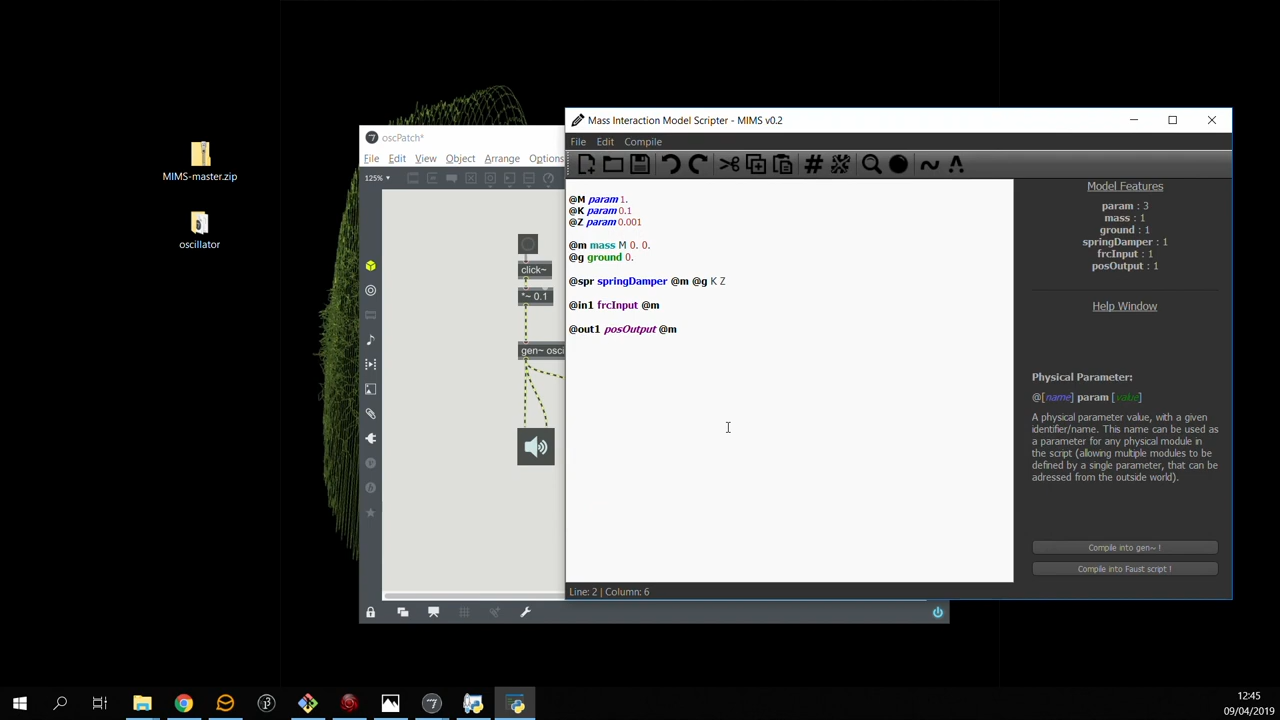 MIMS-master.zip
oscillator
oscPatch*
File Edit View Object Arrange Options
125%
click~
*~ 0.1
gen~ osci
Mass Interaction Model Scripter - MIMS v0.2
File Edit Compile
@M param 1.
@K param 0.1
@Z param 0.001
@m mass M 0. 0.
@g ground 0.
@spr springDamper @m @g K Z
@in1 frcInput @m
@out1 posOutput @m
Line: 2 | Column: 6
Model Features
param : 3
mass : 1
ground : 1
springDamper : 1
frcInput : 1
posOutput : 1
Help Window
Physical Parameter:
@[name] param [value]
A physical parameter value, with a given
identifier/name. This name can be used as
a parameter for any physical module in
the script (allowing multiple modules to be
defined by a single parameter, that can be
adressed from the outside world).
Compile into gen~ !
Compile into Faust script !
12:45
09/04/2019